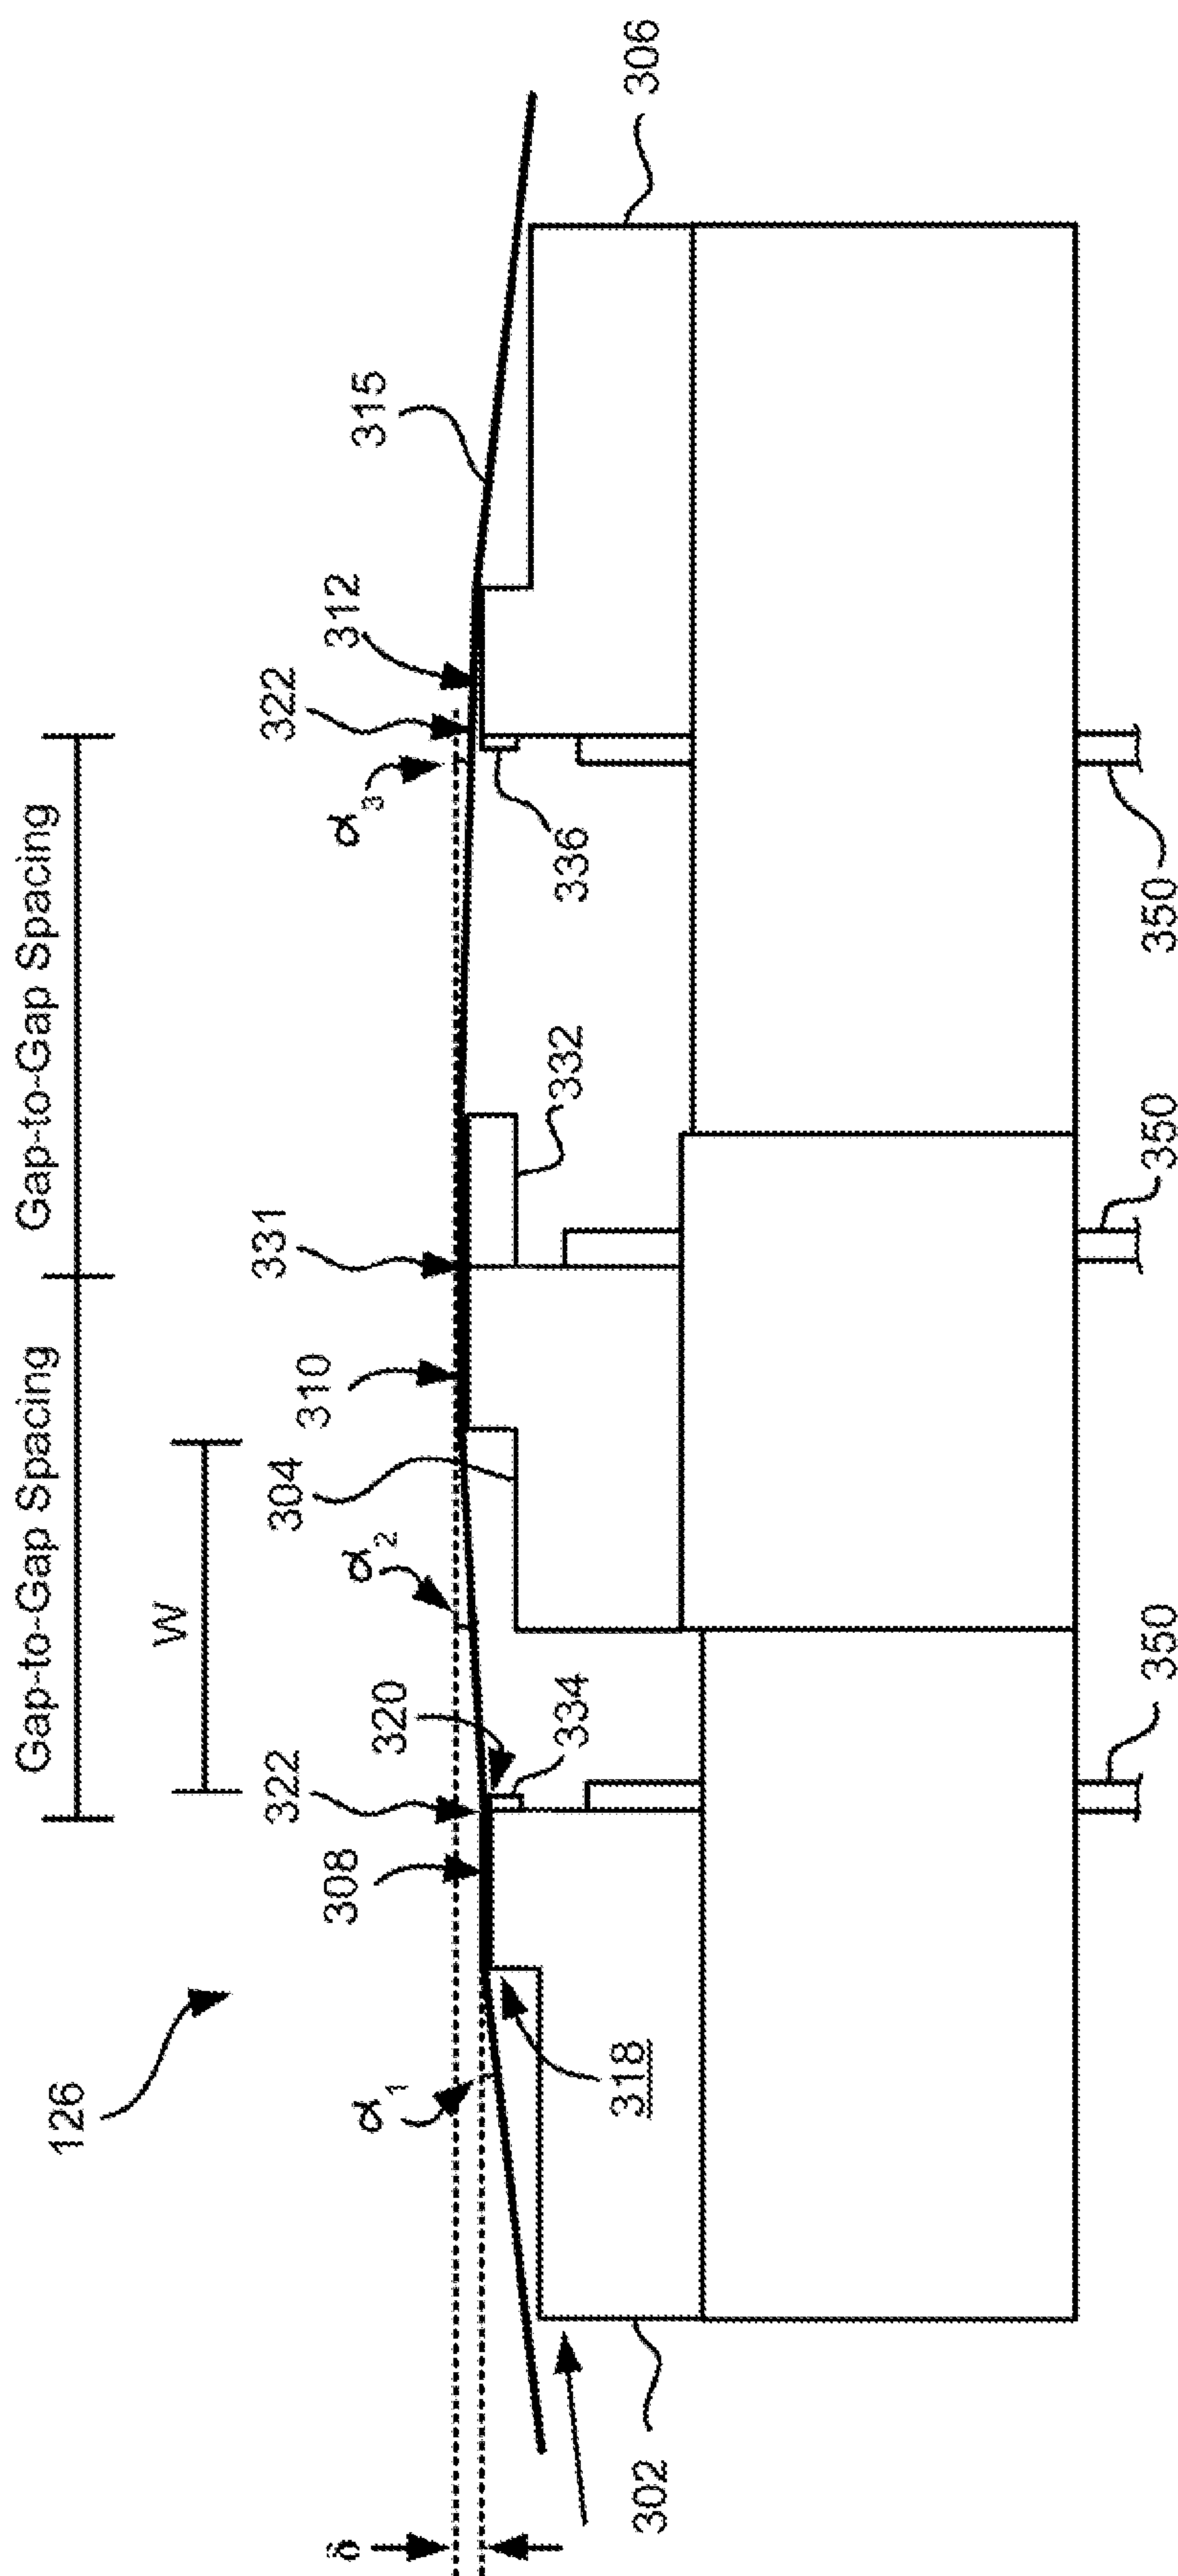 Gap-to-Gap Spacing
Gap-to-Gap Spacing
W
126
δ
α1
308
322
320
334
α2
304
310
331
332
α3
322
312
336
315
306
318
302
350
350
350